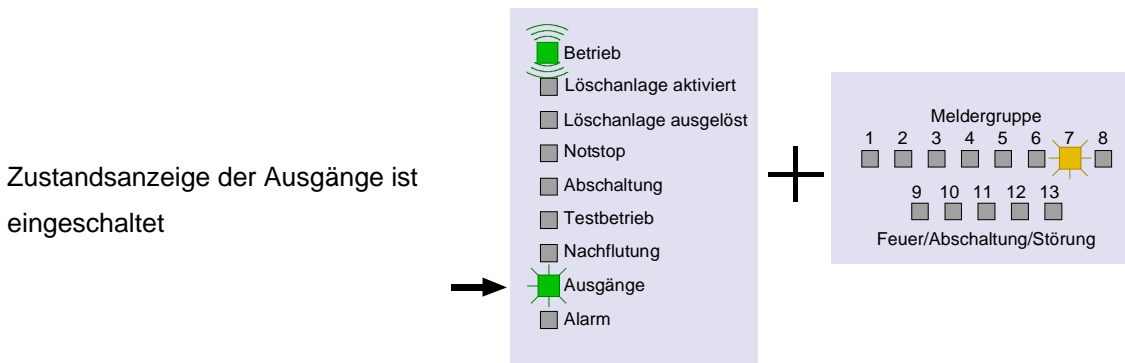 Zustandsanzeige der Ausgänge ist
eingeschaltet
Betrieb
Löschanlage aktiviert
Löschanlage ausgelöst
Notstop
Abschaltung
Testbetrieb
Nachflutung
Ausgänge
Alarm
Meldergruppe
1 2 3 4 5 6 7 8
9 10 11 12 13
Feuer/Abschaltung/Störung